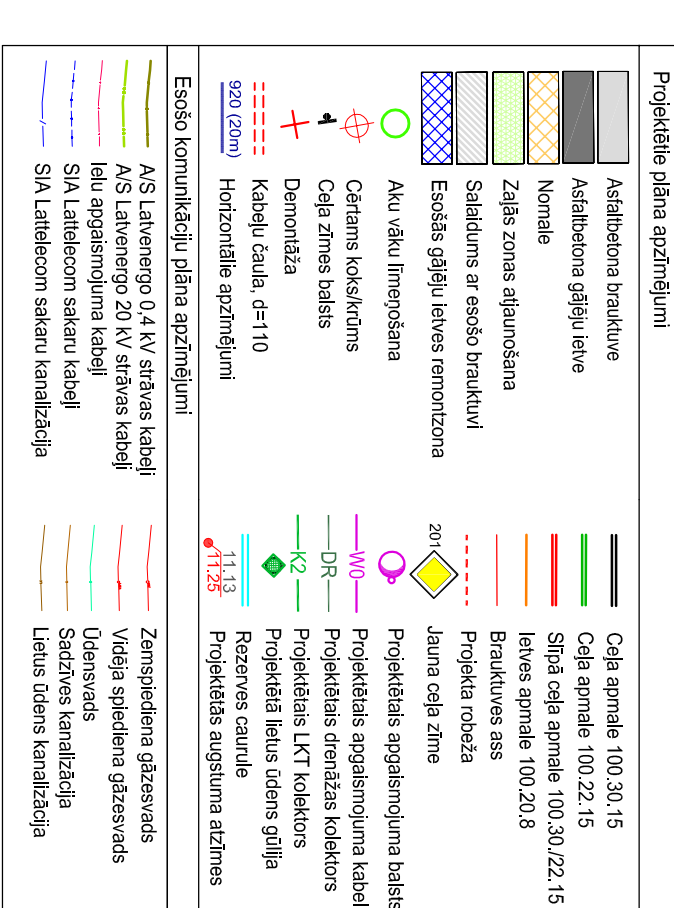 Projektētie plāna apzīmējumi
Asfaltbetona brauktuve
Asfaltbetona gājēju ietve
Nomale
Zaļās zonas atjaunošana
Salaidums ar esošo brauktuvi
Esošās gājēju ietves remontzona
Aku vāku līmeņošana
Cērtams koks/krūms
Ceļa zīmes balsts
Demontāža
Kabeļu čaula, d=110
920 (20m) Horizontālie apzīmējumi
Ceļa apmale 100.30.15
Ceļa apmale 100.22.15
Slīpā ceļa apmale 100.30./22.15
Ietves apmale 100.20.8
Brauktuves ass
Projekta robeža
201 Jauna ceļa zīme
Projektētais apgaismojuma balsts
W0 Projektētais apgaismojuma kabel
DR Projektētais drenāžas kolektors
K2 Projektētais LKT kolektors
Projektētā lietus ūdens gūlija
Rezerves caurule
11.13
11.25 Projektētās augstuma atzīmes
Esošo komunikāciju plāna apzīmējumi
A/S Latvenergo 0,4 kV strāvas kabeļi
A/S Latvenergo 20 kV strāvas kabeļi
Ielu apgaismojuma kabeļi
SIA Lattelecom sakaru kabeļi
SIA Lattelecom sakaru kanalizācija
Zemspiediena gāzesvads
Vidēja spiediena gāzesvads
Ūdensvads
Sadzīves kanalizācija
Lietus ūdens kanalizācija